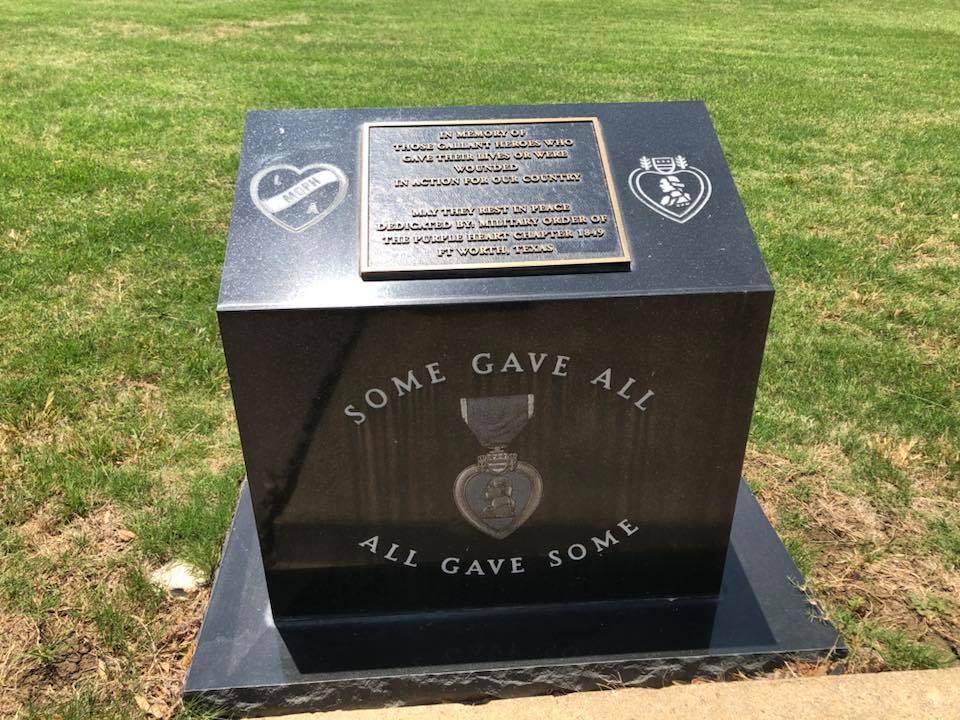 IN MEMORY OF
THOSE GALLANT HEROES WHO
GAVE THEIR LIVES OR WERE
WOUNDED
IN ACTION FOR OUR COUNTRY
MAY THEY REST IN PEACE
DEDICATED BY: MILITARY ORDER OF
THE PURPLE HEART CHAPTER 1849
FT WORTH, TEXAS
MOPH
SOME GAVE ALL
ALL GAVE SOME